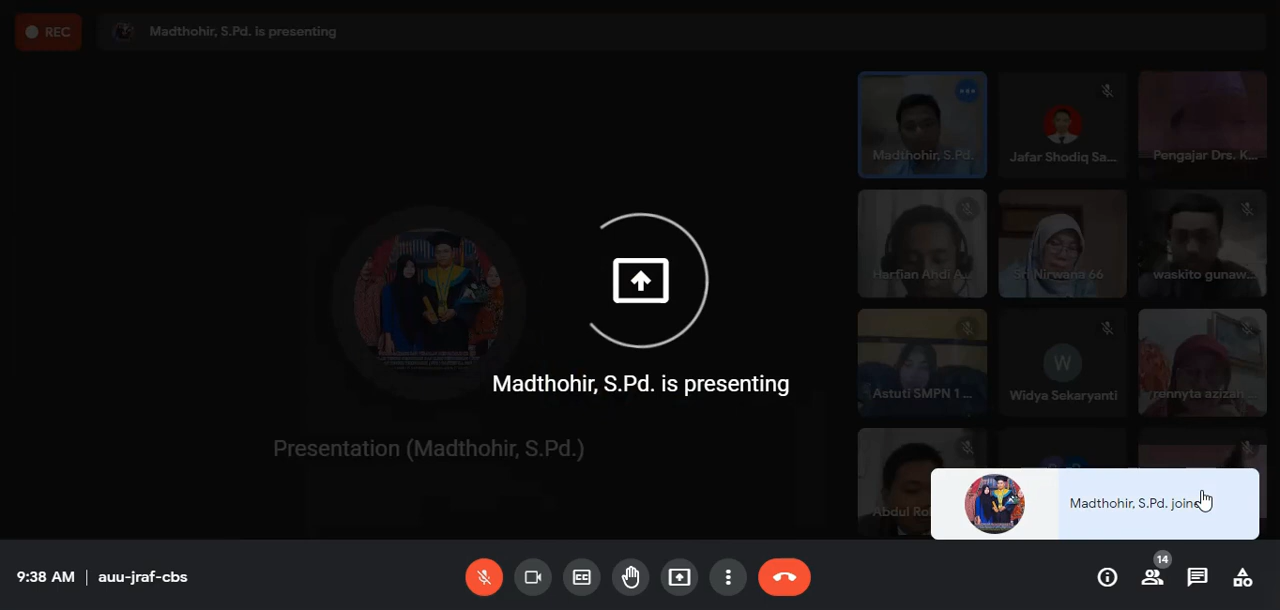 REC
Madthohir, S.Pd. is presenting
Madthohir, S.Pd.
Jafar Shodiq Sa...
Pengajar Drs. K...
Harfian Ahdi A...
Sri Nirwana 66
waskito gunaw...
Madthohir, S.Pd. is presenting
Astuti SMPN 1 ...
W
Widya Sekaryanti
rennyta azizah ...
Presentation (Madthohir, S.Pd.)
Abdul
Madthohir, S.Pd.
9:38 AM | auu-jraf-cbs
CC
14